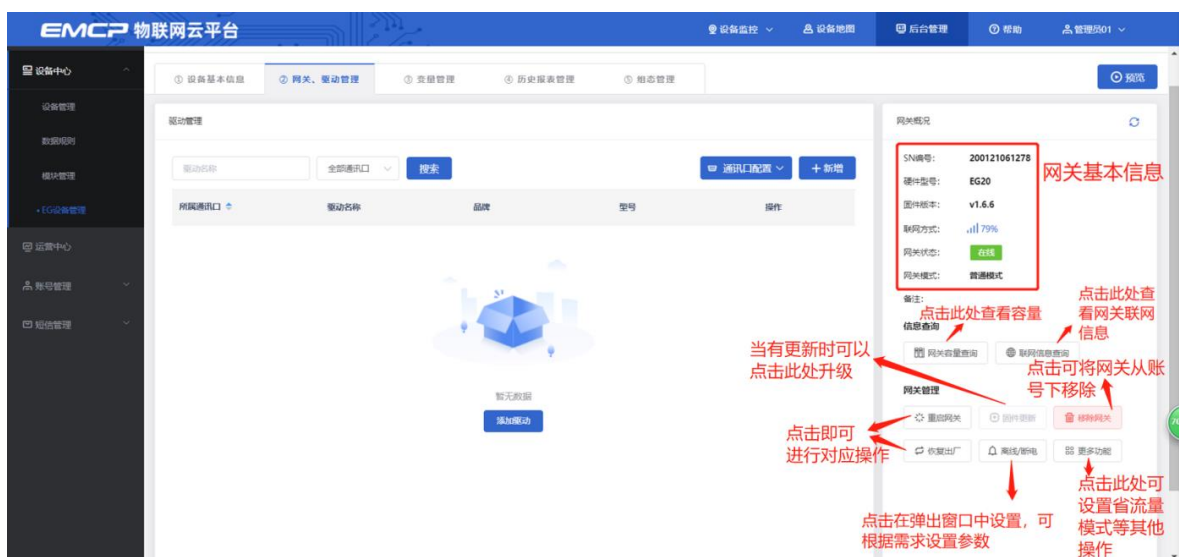 EMCP 物联网云平台
设备监控
设备地图
后台管理
帮助
管理员01
设备中心
设备管理
数据规则
模块管理
EG设备管理
运营中心
账号管理
短信管理
① 设备基本信息
② 网关、驱动管理
③ 变量管理
④ 历史报表管理
⑤ 组态管理
预览
驱动管理
驱动名称
全部通讯口
搜索
通讯口配置
+ 新增
所属通讯口
驱动名称
品牌
型号
操作
暂无数据
添加驱动
网关概况
SN编号: 200121061278
硬件型号: EG20
固件版本: v1.6.6
联网方式: 79%
网关状态: 在线
网关模式: 普通模式
网关基本信息
备注:
点击此处查看容量
点击此处查
看网关联网
信息
信息查询
网关容量查询
联网信息查询
当有更新时可以
点击此处升级
点击可将网关从账
号下移除
网关管理
重启网关
固件更新
移除网关
点击即可
进行对应操作
恢复出厂
离线/断电
更多功能
点击在弹出窗口中设置，可
根据需求设置参数
点击此处可
设置省流量
模式等其他
操作